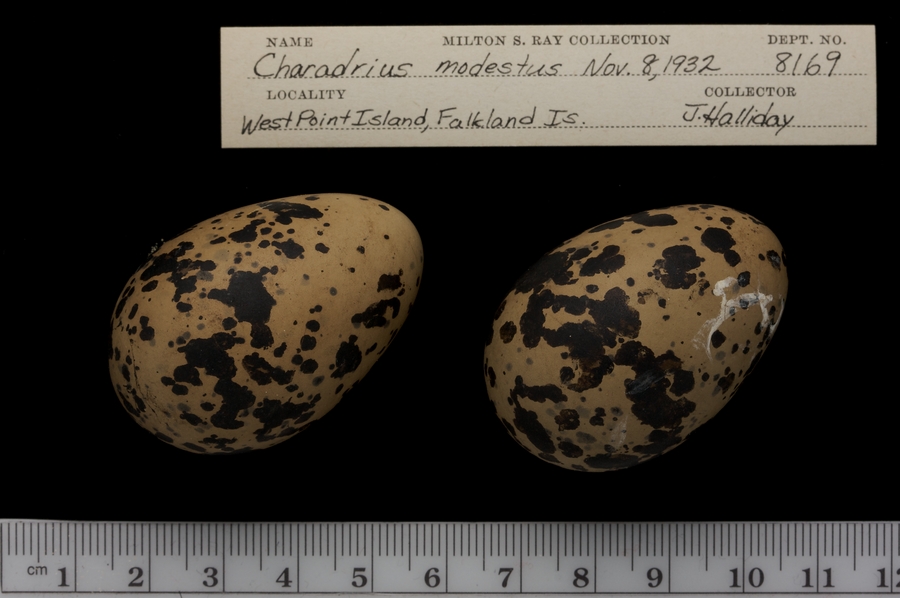 NAME MILTON S. RAY COLLECTION DEPT. NO.
Charadrius modestus Nov. 8, 1932 8169
LOCALITY COLLECTOR
West Point Island, Falkland Is. J. Halliday
cm 1 2 3 4 5 6 7 8 9 10 11 12